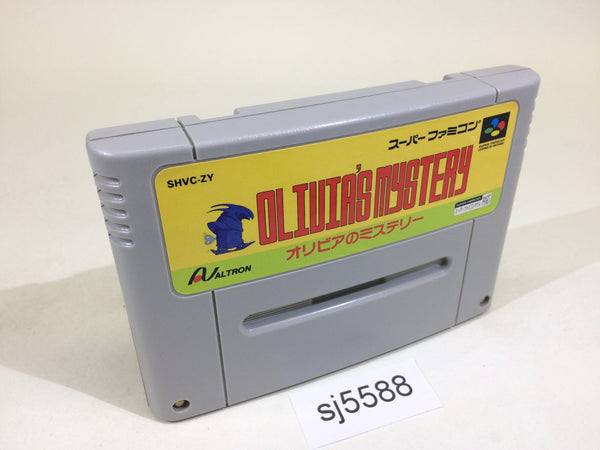 スーパーファミコン
SHVC-ZY
OLIVIA'S MYSTERY
オリビアのミステリー
ALTRON
sj5588